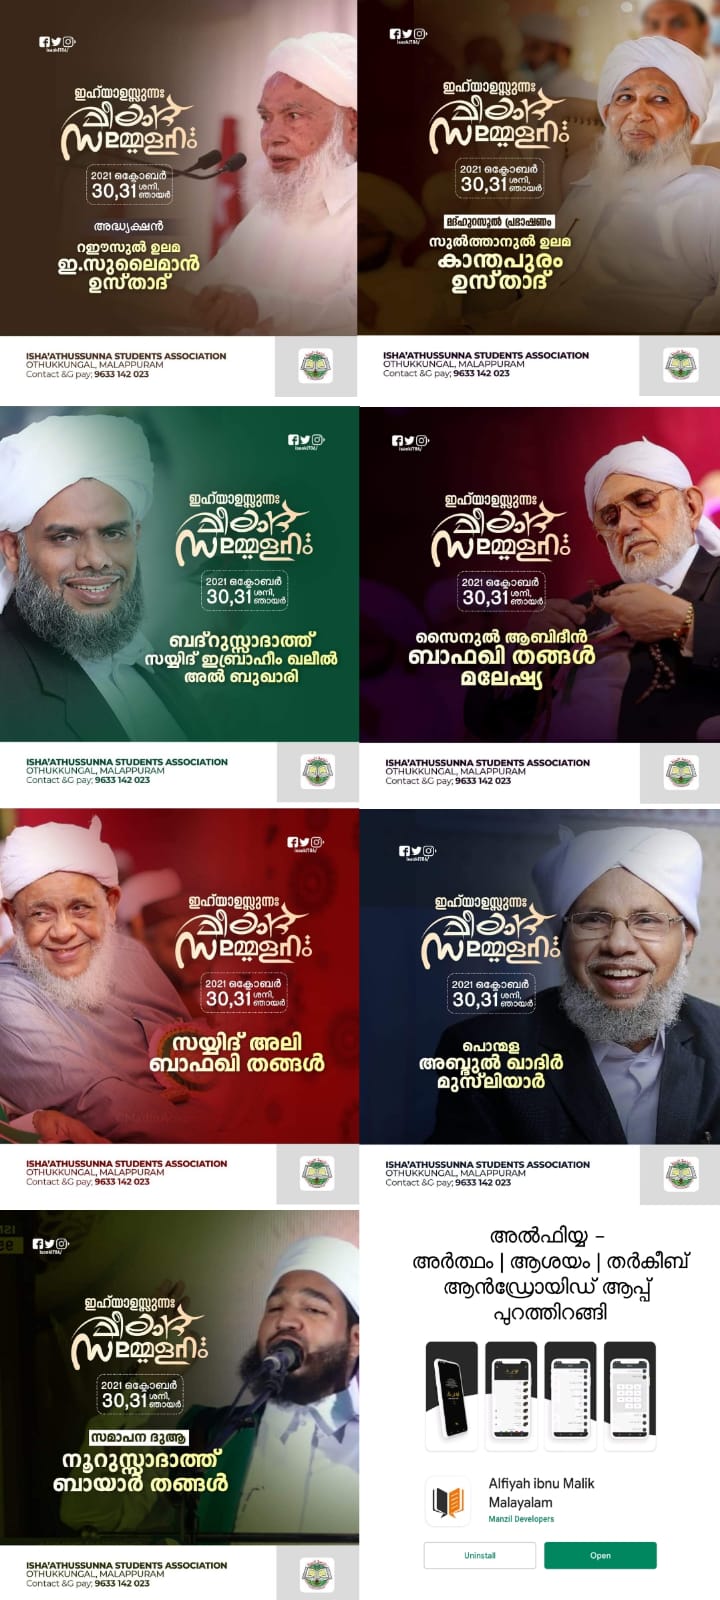 isaaki786/
ഇഹ്‌യാഉസ്സുന്നഃ
മീലാദ്
സമ്മേളനം
2021 ഒക്ടോബർ
30,31 ശനി, ഞായർ
അദ്ധ്യക്ഷൻ
റഈസുൽ ഉലമ
ഇ.സുലൈമാൻ
ഉസ്താദ്
ISHA'ATHUSSUNNA STUDENTS ASSOCIATION
OTHUKKUNGAL, MALAPPURAM
Contact &G pay; 9633 142 023
isaaki786/
ഇഹ്‌യാഉസ്സുന്നഃ
മീലാദ്
സമ്മേളനം
2021 ഒക്ടോബർ
30,31 ശനി, ഞായർ
മദ്ഹുറസൂൽ പ്രഭാഷണം
സുൽത്താനുൽ ഉലമ
കാന്തപുരം
ഉസ്താദ്
ISHA'ATHUSSUNNA STUDENTS ASSOCIATION
OTHUKKUNGAL, MALAPPURAM
Contact &G pay; 9633 142 023
isaaki786/
ഇഹ്‌യാഉസ്സുന്നഃ
മീലാദ്
സമ്മേളനം
2021 ഒക്ടോബർ
30,31 ശനി, ഞായർ
ബദ്റുസ്സാദാത്ത്
സയ്യിദ് ഇബ്രാഹീം ഖലീൽ
അൽ ബുഖാരി
ISHA'ATHUSSUNNA STUDENTS ASSOCIATION
OTHUKKUNGAL, MALAPPURAM
Contact &G pay; 9633 142 023
isaaki786/
ഇഹ്‌യാഉസ്സുന്നഃ
മീലാദ്
സമ്മേളനം
2021 ഒക്ടോബർ
30,31 ശനി, ഞായർ
സൈനുൽ ആബിദീൻ
ബാഫഖി തങ്ങൾ
മലേഷ്യ
ISHA'ATHUSSUNNA STUDENTS ASSOCIATION
OTHUKKUNGAL, MALAPPURAM
Contact &G pay; 9633 142 023
isaaki786/
ഇഹ്‌യാഉസ്സുന്നഃ
മീലാദ്
സമ്മേളനം
2021 ഒക്ടോബർ
30,31 ശനി, ഞായർ
സയ്യിദ് അലി
ബാഫഖി തങ്ങൾ
ISHA'ATHUSSUNNA STUDENTS ASSOCIATION
OTHUKKUNGAL, MALAPPURAM
Contact &G pay; 9633 142 023
isaaki786/
ഇഹ്‌യാഉസ്സുന്നഃ
മീലാദ്
സമ്മേളനം
2021 ഒക്ടോബർ
30,31 ശനി, ഞായർ
പൊന്മള
അബ്ദുൽ ഖാദിർ
മുസ്‌ലിയാർ
ISHA'ATHUSSUNNA STUDENTS ASSOCIATION
OTHUKKUNGAL, MALAPPURAM
Contact &G pay; 9633 142 023
isaaki786/
ഇഹ്‌യാഉസ്സുന്നഃ
മീലാദ്
സമ്മേളനം
2021 ഒക്ടോബർ
30,31 ശനി, ഞായർ
സമാപന ദുആ
നൂറുസ്സാദാത്ത്
ബായാർ തങ്ങൾ
ISHA'ATHUSSUNNA STUDENTS ASSOCIATION
OTHUKKUNGAL, MALAPPURAM
Contact &G pay; 9633 142 023
അൽഫിയ്യ –
അർത്ഥം | ആശയം | തർകീബ്
ആൻഡ്രോയിഡ് ആപ്പ്
പുറത്തിറങ്ങി
Alfiyah ibnu Malik
Malayalam
Manzil Developers
Uninstall
Open